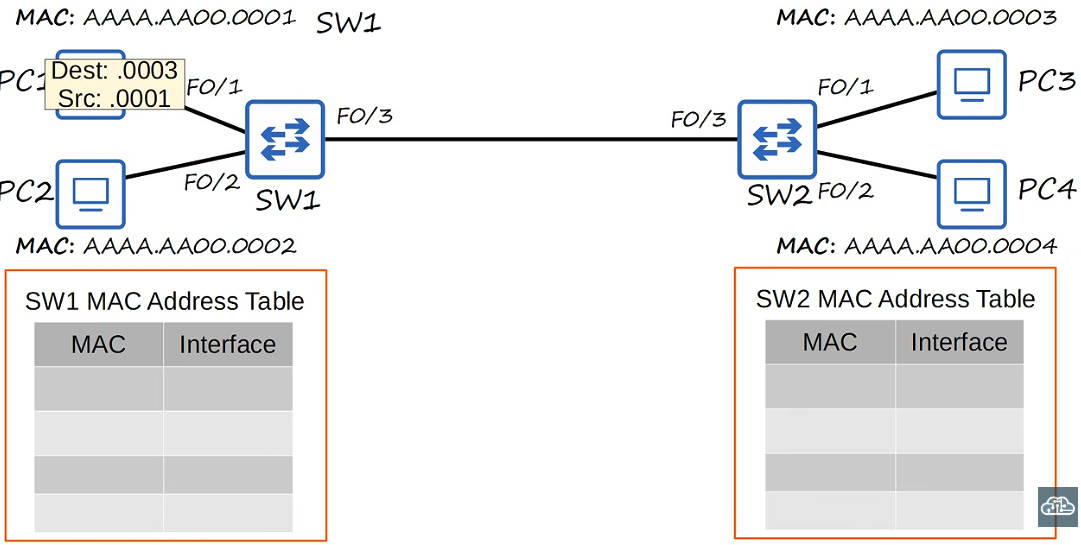 MAC: AAAA.AA00.0001
SW1
MAC: AAAA.AA00.0003
PC1
Dest: .0003
Src: .0001
F0/1
F0/3
F0/3
F0/1
PC3
PC2
F0/2
SW1
SW2
F0/2
PC4
MAC: AAAA.AA00.0002
MAC: AAAA.AA00.0004
SW1 MAC Address Table
MAC Interface
SW2 MAC Address Table
MAC Interface